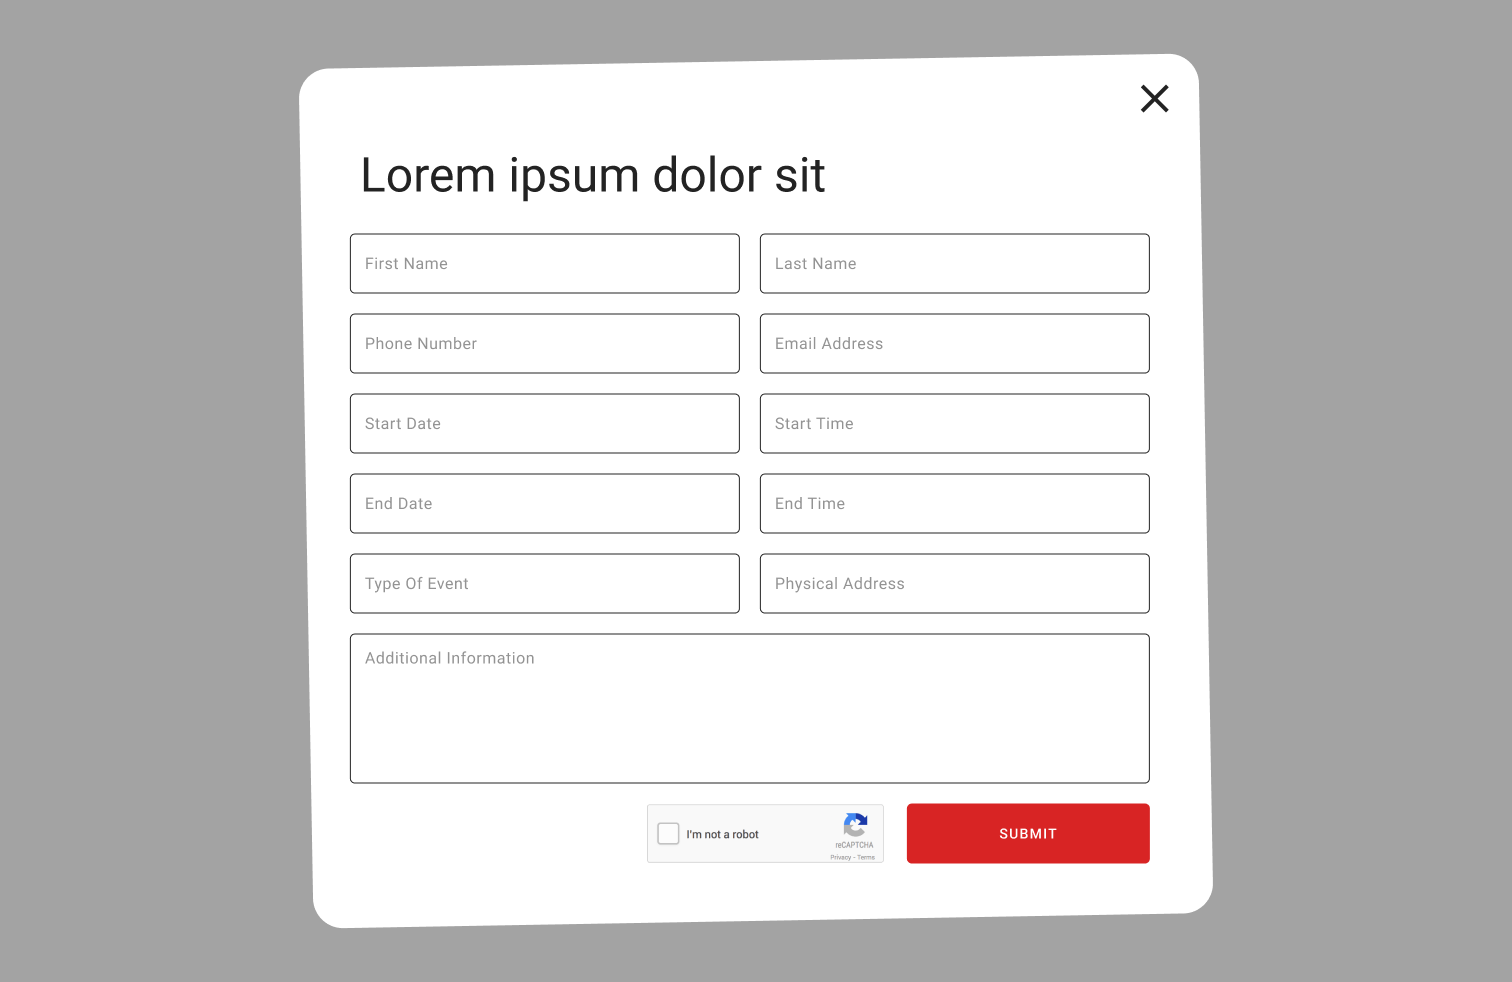 Lorem ipsum dolor sit
First Name
Last Name
Phone Number
Email Address
Start Date
Start Time
End Date
End Time
Type Of Event
Physical Address
Additional Information
I'm not a robot
reCAPTCHA
Privacy - Terms
SUBMIT